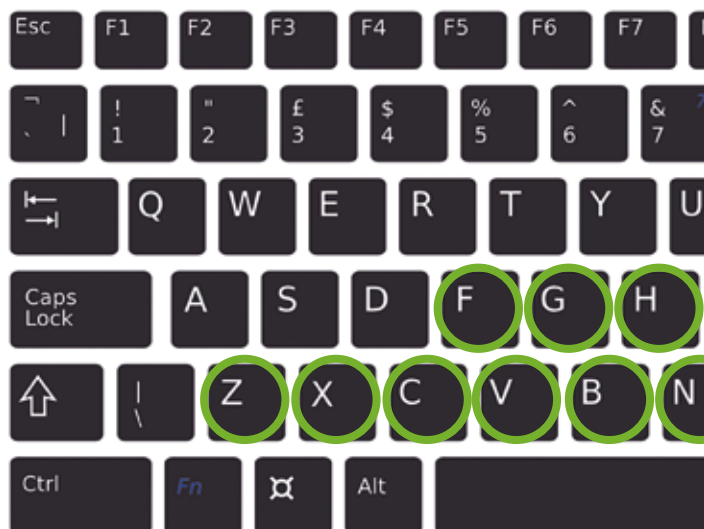 Esc F1 F2 F3 F4 F5 F6 F7
¬ ! " £ $ % ^ &
` | 1 2 3 4 5 6 7
Q W E R T Y U
Caps Lock A S D F G H
| \ Z X C V B N
Ctrl Fn ¤ Alt